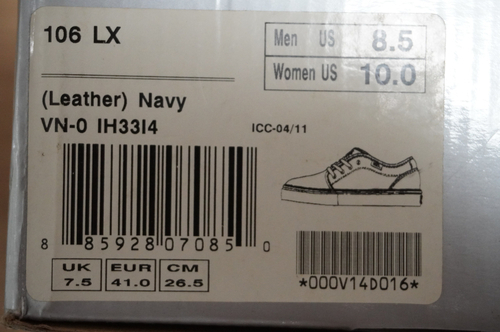 106 LX
Men US 8.5
Women US 10.0
(Leather) Navy
VN-0 IH33I4
ICC-04/11
8 85928 07085 0
UK EUR CM
7.5 41.0 26.5
*000V14D016*